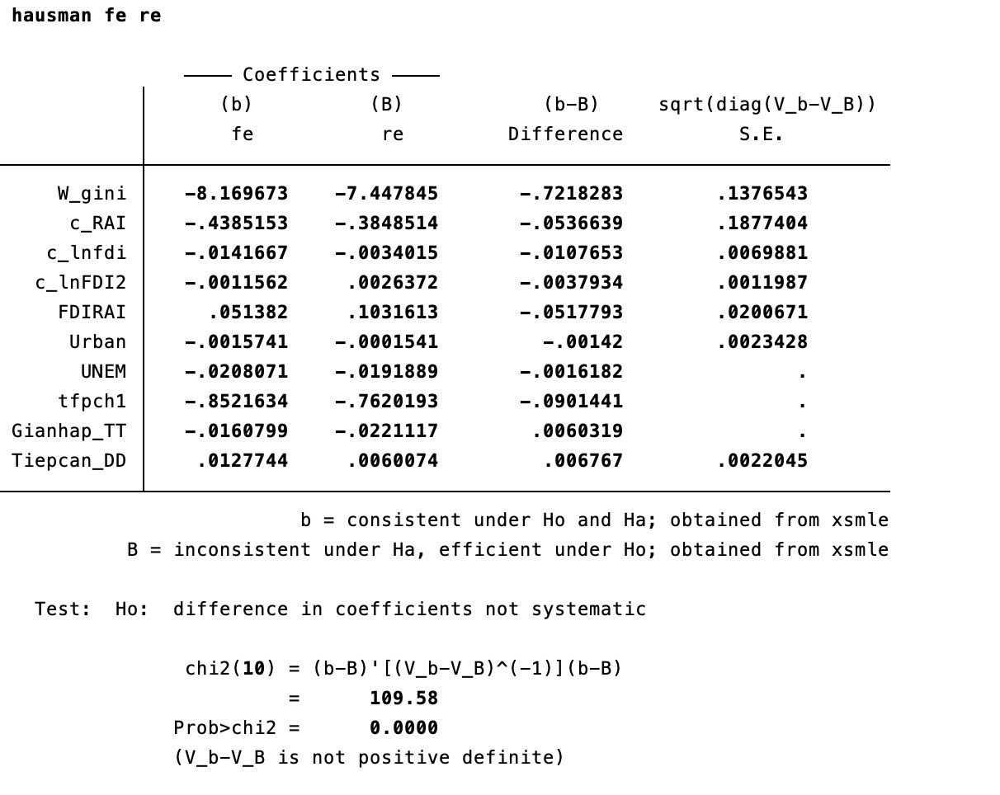 hausman fe re
Coefficients
(b) (B) (b-B) sqrt(diag(V_b-V_B))
fe re Difference S.E.
W_gini -8.169673 -7.447845 -.7218283 .1376543
c_RAI -.4385153 -.3848514 -.0536639 .1877404
c_lnfdi -.0141667 -.0034015 -.0107653 .0069881
c_lnFDI2 -.0011562 .0026372 -.0037934 .0011987
FDIRAI .051382 .1031613 -.0517793 .0200671
Urban -.0015741 -.0001541 -.00142 .0023428
UNEM -.0208071 -.0191889 -.0016182 .
tfpch1 -.8521634 -.7620193 -.0901441 .
Gianhap_TT -.0160799 -.0221117 .0060319 .
Tiepcan_DD .0127744 .0060074 .006767 .0022045
b = consistent under Ho and Ha; obtained from xsmle
B = inconsistent under Ha, efficient under Ho; obtained from xsmle
Test: Ho: difference in coefficients not systematic
chi2(10) = (b-B)'[(V_b-V_B)^(-1)](b-B)
= 109.58
Prob>chi2 = 0.0000
(V_b-V_B is not positive definite)